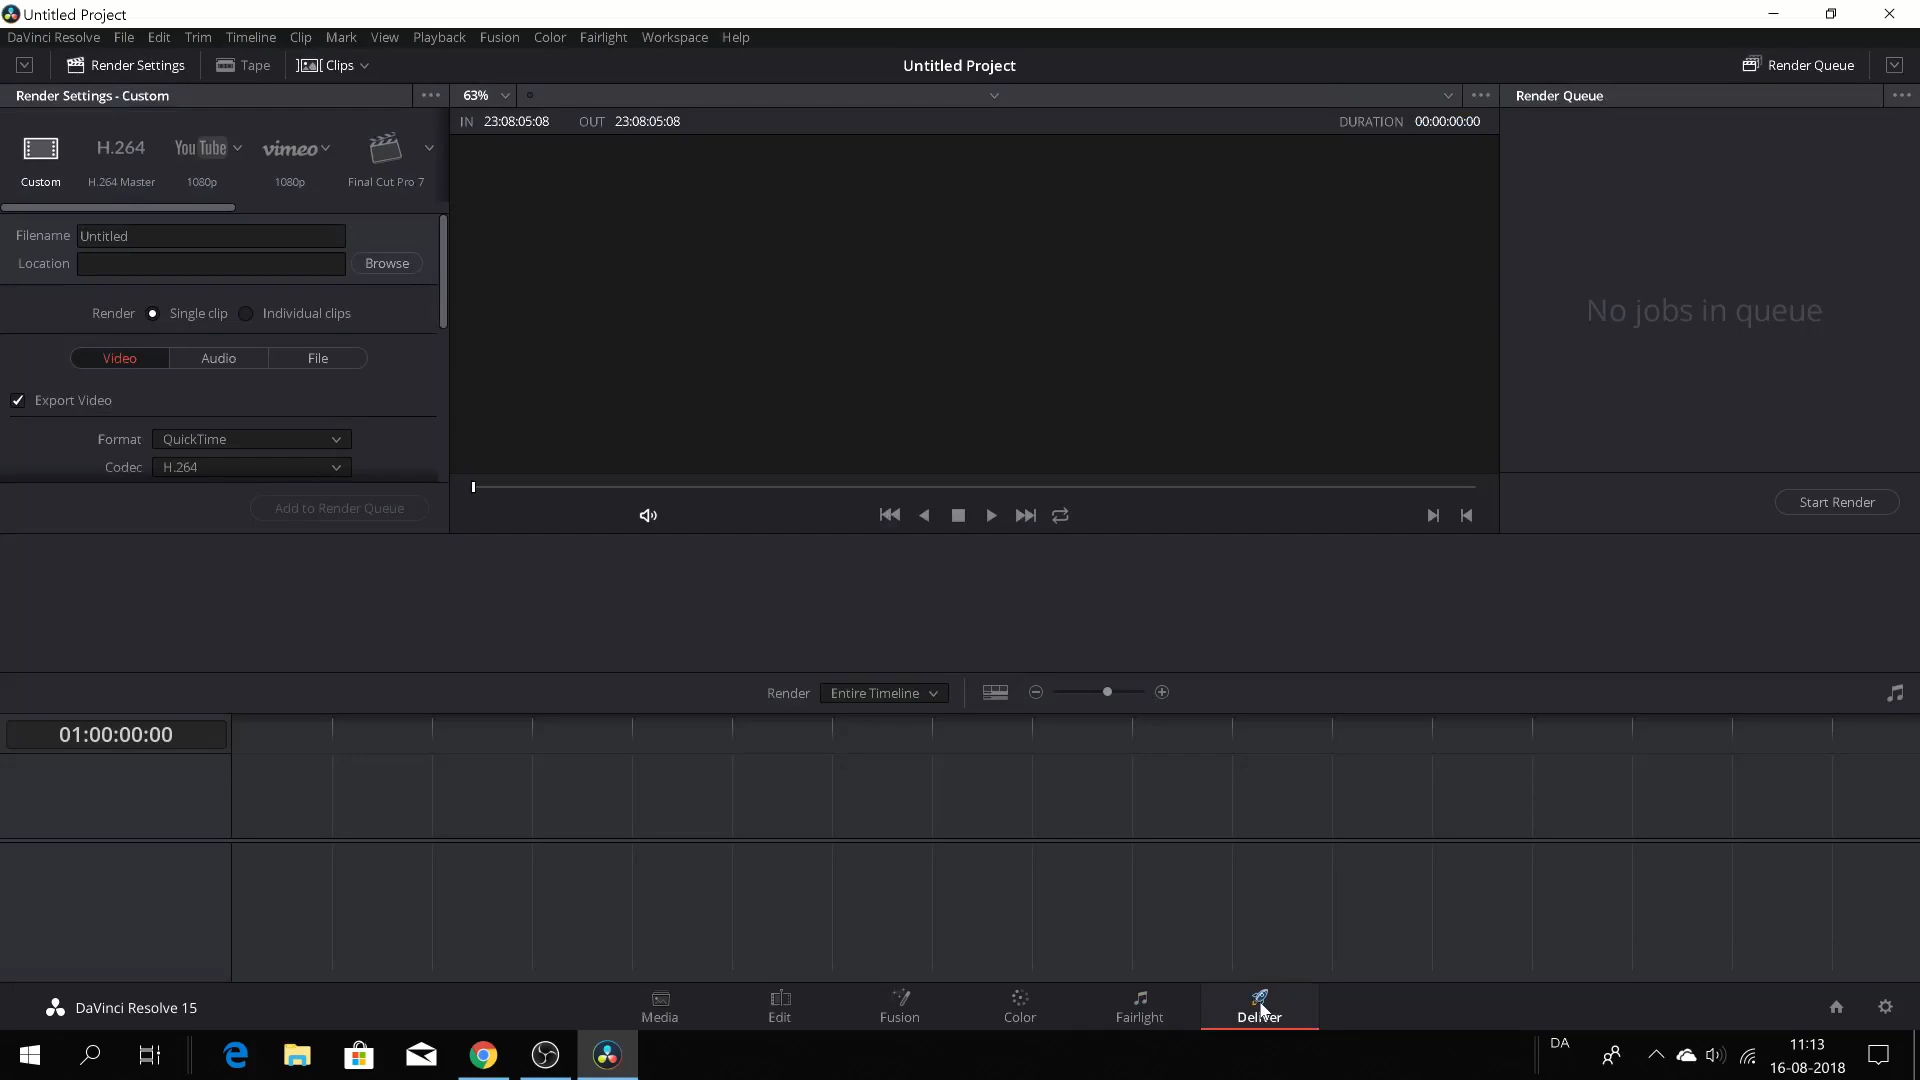 Untitled Project
DaVinci Resolve File Edit Trim Timeline Clip Mark View Playback Fusion Color Fairlight Workspace Help
Render Settings Tape Clips Untitled Project Render Queue
Render Settings - Custom 63% Render Queue
IN 23:08:05:08 OUT 23:08:05:08 DURATION 00:00:00:00
H.264 YouTube vimeo
Custom H.264 Master 1080p 1080p Final Cut Pro 7
Filename Untitled
Location Browse
No jobs in queue
Render Single clip Individual clips
Video Audio File
Export Video
Format QuickTime
Codec H.264
Add to Render Queue
Start Render
Render Entire Timeline
01:00:00:00
DaVinci Resolve 15
Media Edit Fusion Color Fairlight Deliver
DA
11:13
16-08-2018